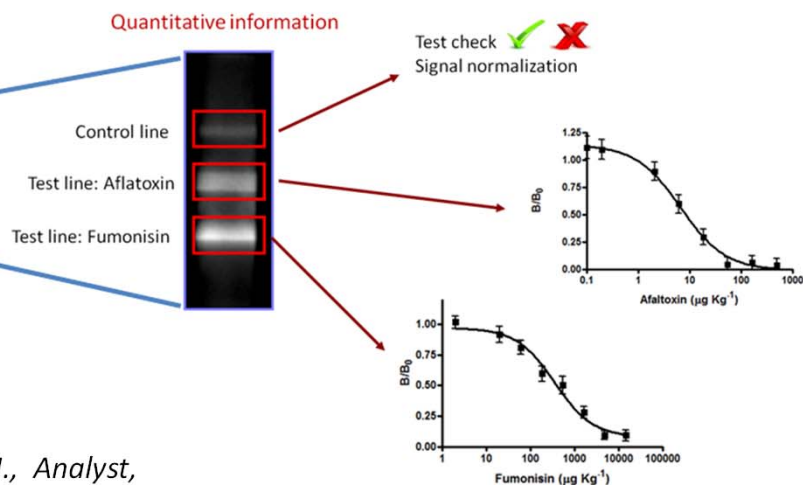 Quantitative information
Control line
Test line: Aflatoxin
Test line: Fumonisin
Test check
Signal normalization
1.25
1.00
0.75
0.50
0.25
0.00
B/B₀
0.1 1 10 100 1000
Afaltoxin (µg Kg⁻¹)
1.00
0.75
0.50
0.25
0.00
B/B₀
1 10 100 1000 10000 100000
Fumonisin (µg Kg⁻¹)
Analyst,